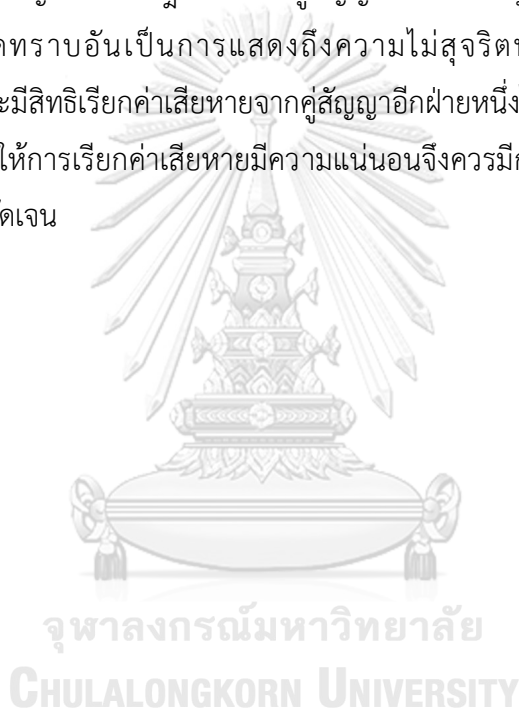 ทราบอันเป็นการแสดงถึงความไม่สุจริต
มีสิทธิเรียกค่าเสียหายจากคู่สัญญาอีกฝ่ายหนึ่ง
ให้การเรียกค่าเสียหายมีความแน่นอนจึงควรมี
ัดเจน
จุฬาลงกรณ์มหาวิทยาลัย
CHULALONGKORN UNIVERSITY